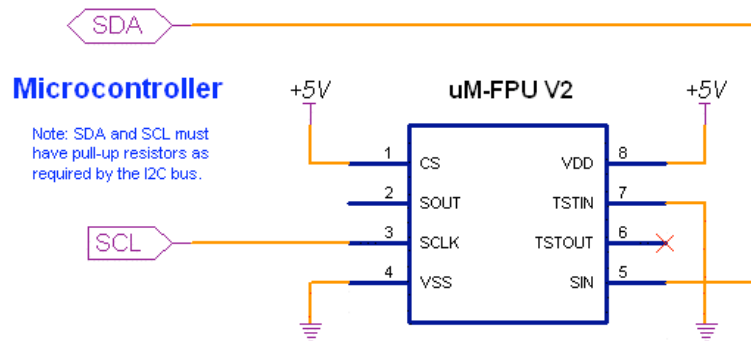 SDA
Microcontroller
+5V
uM-FPU V2
+5V
Note: SDA and SCL must
have pull-up resistors as
required by the I2C bus.
1
CS
VDD
8
2
SOUT
TSTIN
7
SCL
3
SCLK
TSTOUT
6
4
VSS
SIN
5